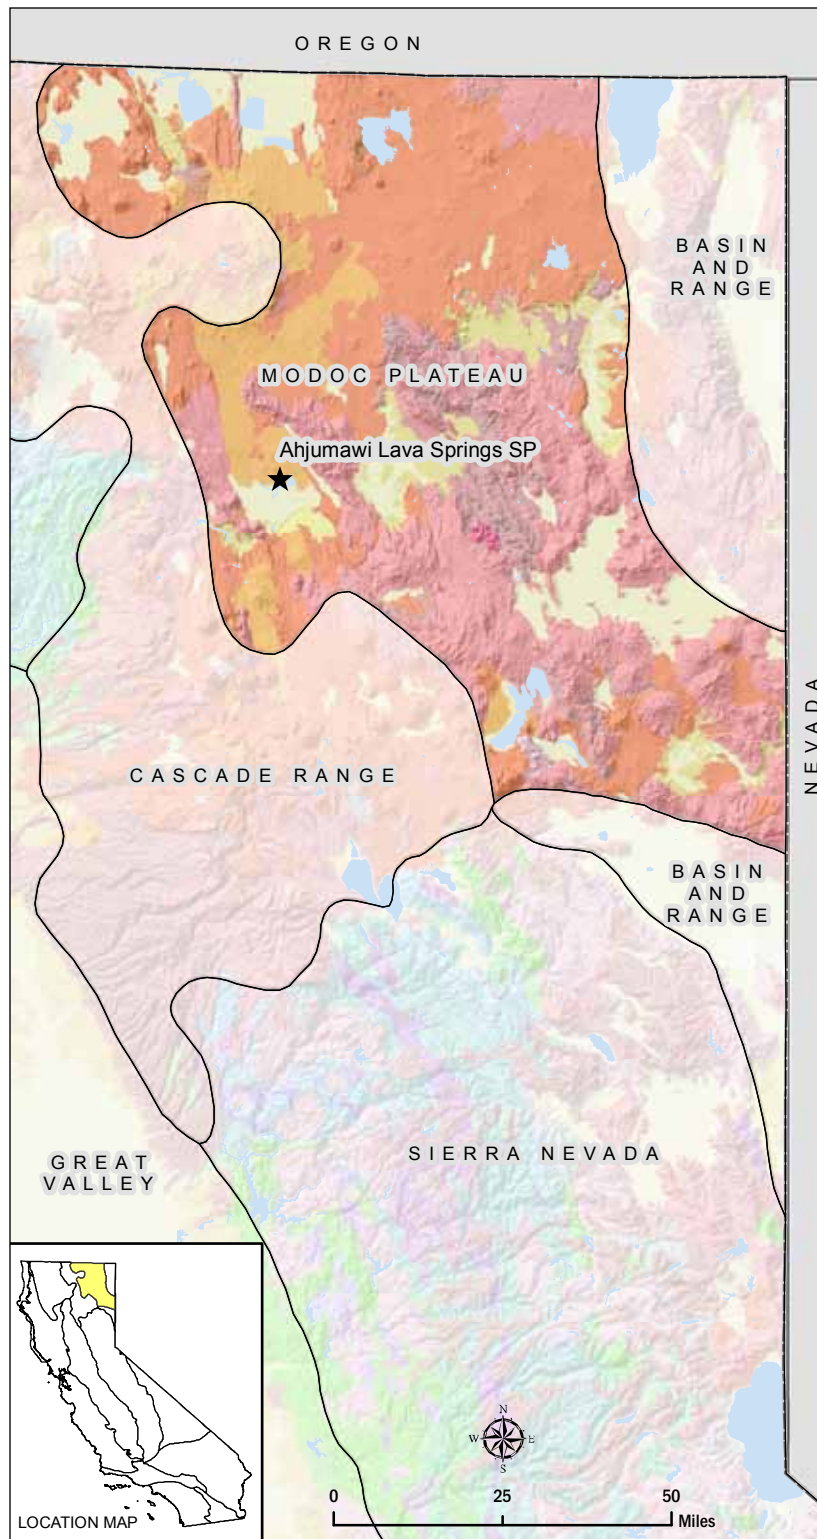 OREGON
BASIN
AND
RANGE
MODOC PLATEAU
Ahjumawi Lava Springs SP
NEVADA
CASCADE RANGE
BASIN
AND
RANGE
SIERRA NEVADA
GREAT
VALLEY
N
W E
S
0 25 50
Miles
LOCATION MAP